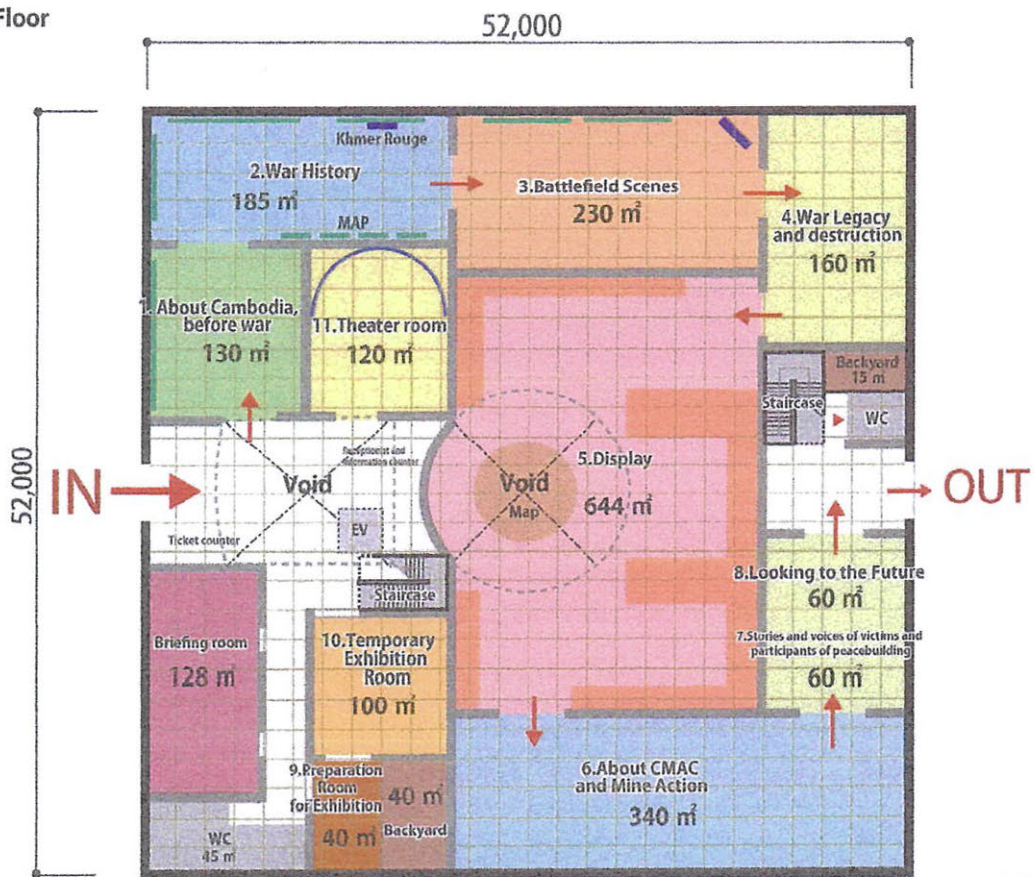 Floor
52,000
52,000
Khmer Rouge
2.War History
185 ㎡
MAP
3.Battlefield Scenes
230 ㎡
4.War Legacy
and destruction
160 ㎡
1. About Cambodia,
before war
130 ㎡
11.Theater room
120 ㎡
Backyard
15 ㎡
Staircase
WC
IN
Void
Receptionist and
information counter
Ticket counter
EV
Staircase
Void
Map
5.Display
644 ㎡
OUT
8.Looking to the Future
60 ㎡
7.Stories and voices of victims and
participants of peacebuilding
60 ㎡
Briefing room
128 ㎡
10.Temporary
Exhibition
Room
100 ㎡
9.Preparation
Room
for Exhibition
40 ㎡
40 ㎡
Backyard
WC
45 ㎡
6.About CMAC
and Mine Action
340 ㎡